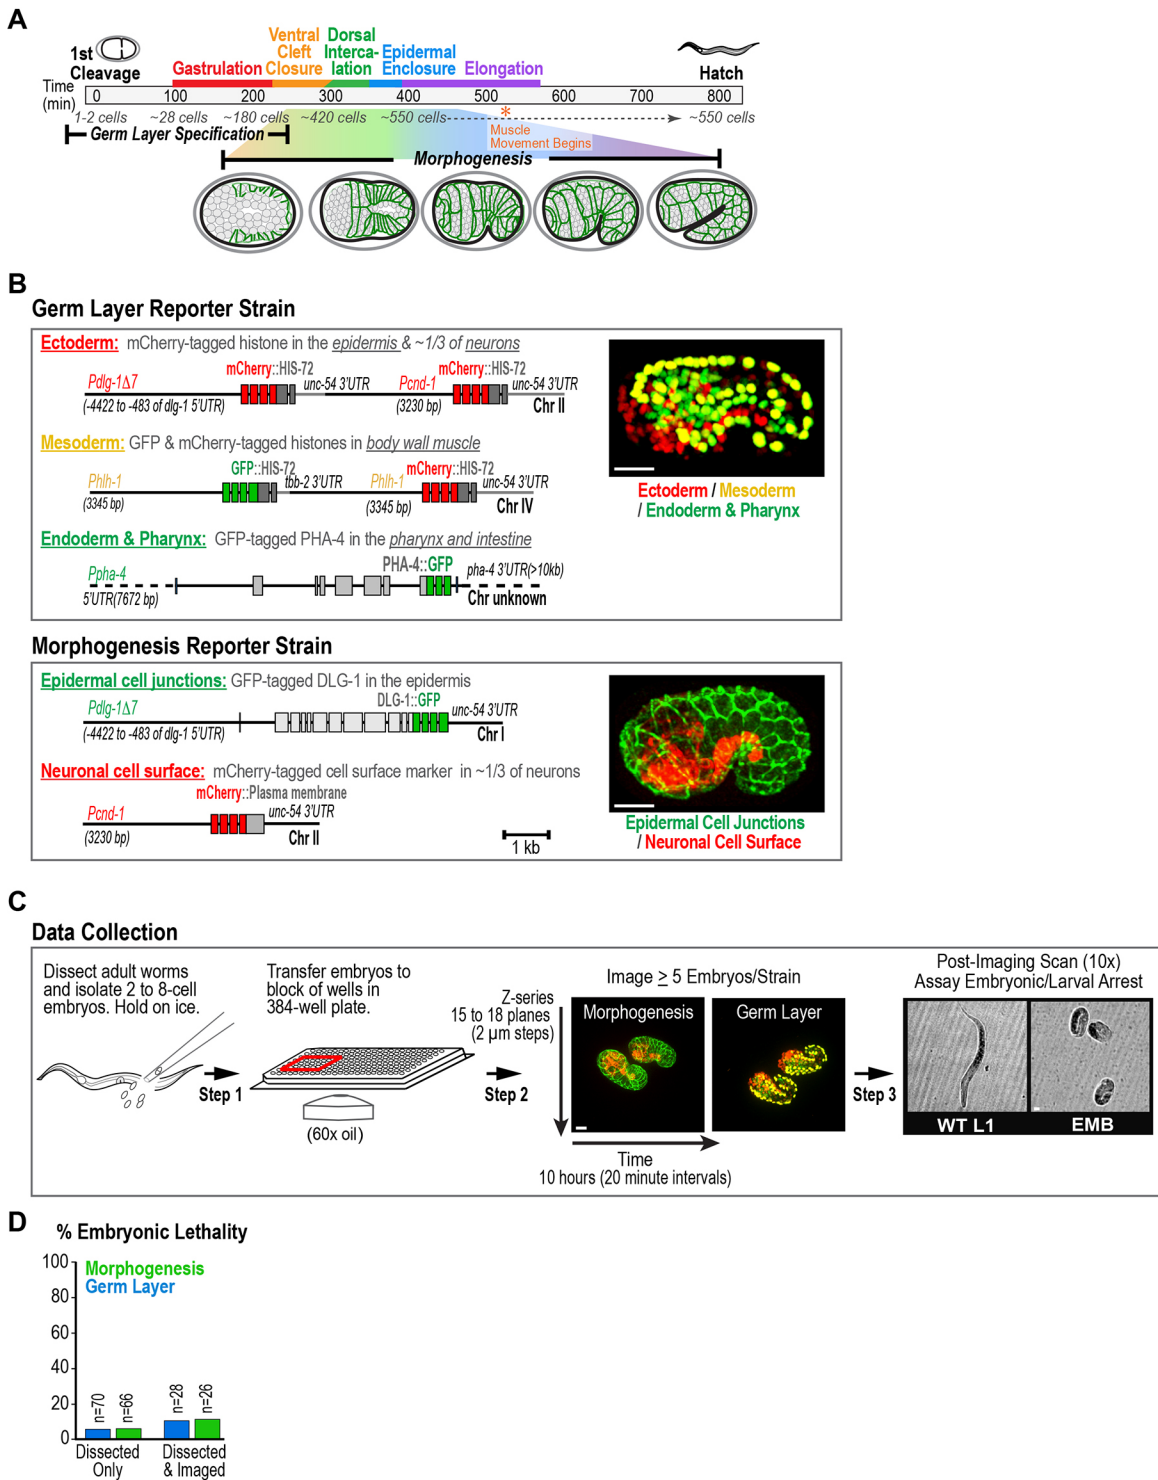 A
1st
Cleavage
Gastrulation
Ventral
Cleft
Closure
Dorsal
Interca-
lation
Epidermal
Enclosure
Elongation
Hatch
Time
(min)
0 100 200 300 400 500 600 700 800
1-2 cells ~28 cells ~180 cells ~420 cells ~550 cells * ~550 cells
Germ Layer Specification
Muscle
Movement Begins
Morphogenesis
B
Germ Layer Reporter Strain
Ectoderm: mCherry-tagged histone in the epidermis & ~1/3 of neurons
mCherry::HIS-72 mCherry::HIS-72
Pdlg-1Δ7 unc-54 3'UTR Pcnd-1 unc-54 3'UTR
(-4422 to -483 of dlg-1 5'UTR) (3230 bp) Chr II
Mesoderm: GFP & mCherry-tagged histones in body wall muscle
GFP::HIS-72 mCherry::HIS-72
Phlh-1 tbb-2 3'UTR Phlh-1 unc-54 3'UTR
(3345 bp) (3345 bp) Chr IV
Endoderm & Pharynx: GFP-tagged PHA-4 in the pharynx and intestine
PHA-4::GFP
Ppha-4 pha-4 3'UTR(>10kb)
5'UTR(7672 bp) Chr unknown
Ectoderm / Mesoderm
/ Endoderm & Pharynx
Morphogenesis Reporter Strain
Epidermal cell junctions: GFP-tagged DLG-1 in the epidermis
DLG-1::GFP
Pdlg-1Δ7 unc-54 3'UTR
(-4422 to -483 of dlg-1 5'UTR) Chr I
Neuronal cell surface: mCherry-tagged cell surface marker in ~1/3 of neurons
mCherry::Plasma membrane
Pcnd-1 unc-54 3'UTR
(3230 bp) Chr II
1 kb
Epidermal Cell Junctions
/ Neuronal Cell Surface
C
Data Collection
Dissect adult worms
and isolate 2 to 8-cell
embryos. Hold on ice.
Step 1
Transfer embryos to
block of wells in
384-well plate.
(60x oil)
Step 2
Image ≥ 5 Embryos/Strain
Z-series
15 to 18 planes
(2 µm steps)
Morphogenesis
Germ Layer
Time
10 hours (20 minute intervals)
Step 3
Post-Imaging Scan (10x)
Assay Embryonic/Larval Arrest
WT L1
EMB
D
% Embryonic Lethality
Morphogenesis
Germ Layer
100
80
60
40
20
0
n=70
n=66
n=28
n=26
Dissected
Only
Dissected
& Imaged